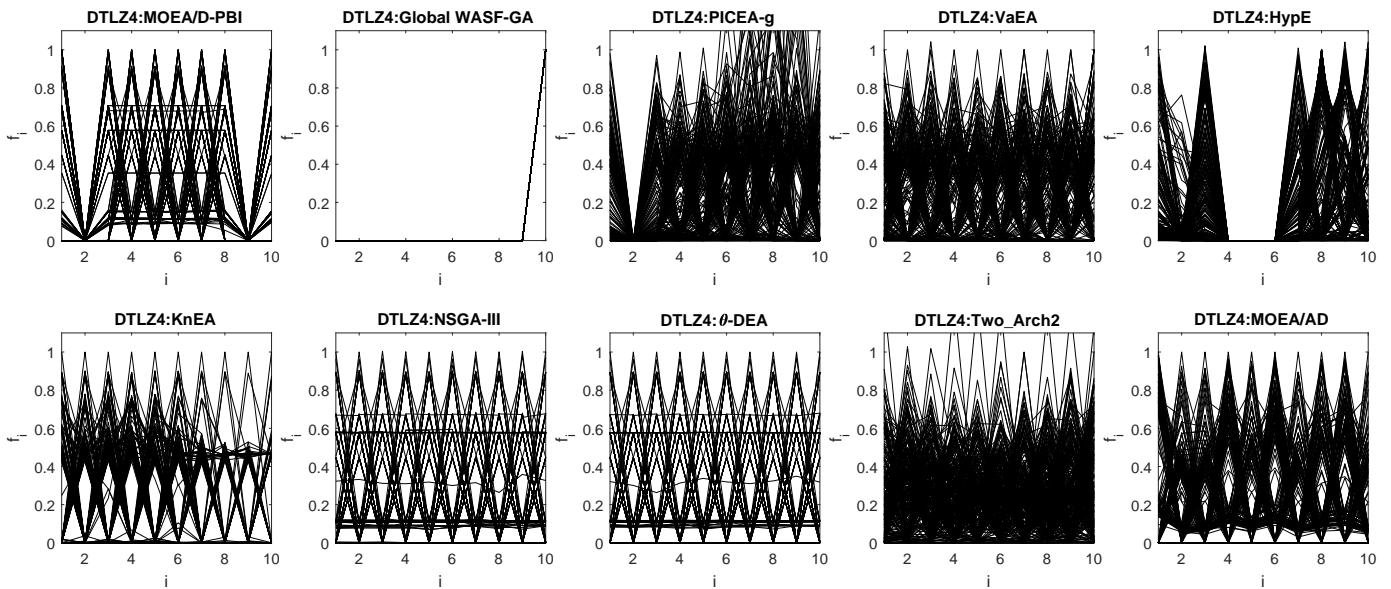 DTLZ4:MOEA/D-PBI
1
0.8
0.6
0.4
0.2
0
f_i
2 4 6 8 10
i
DTLZ4:Global WASF-GA
1
0.8
0.6
0.4
0.2
0
f_i
2 4 6 8 10
i
DTLZ4:PICEA-g
1
0.8
0.6
0.4
0.2
0
f_i
2 4 6 8 10
i
DTLZ4:VaEA
1
0.8
0.6
0.4
0.2
0
f_i
2 4 6 8 10
i
DTLZ4:HypE
1
0.8
0.6
0.4
0.2
0
f_i
2 4 6 8 10
i
DTLZ4:KnEA
1
0.8
0.6
0.4
0.2
0
f_i
2 4 6 8 10
i
DTLZ4:NSGA-III
1
0.8
0.6
0.4
0.2
0
f_i
2 4 6 8 10
i
DTLZ4:θ-DEA
1
0.8
0.6
0.4
0.2
0
f_i
2 4 6 8 10
i
DTLZ4:Two_Arch2
1
0.8
0.6
0.4
0.2
0
f_i
2 4 6 8 10
i
DTLZ4:MOEA/AD
1
0.8
0.6
0.4
0.2
0
f_i
2 4 6 8 10
i